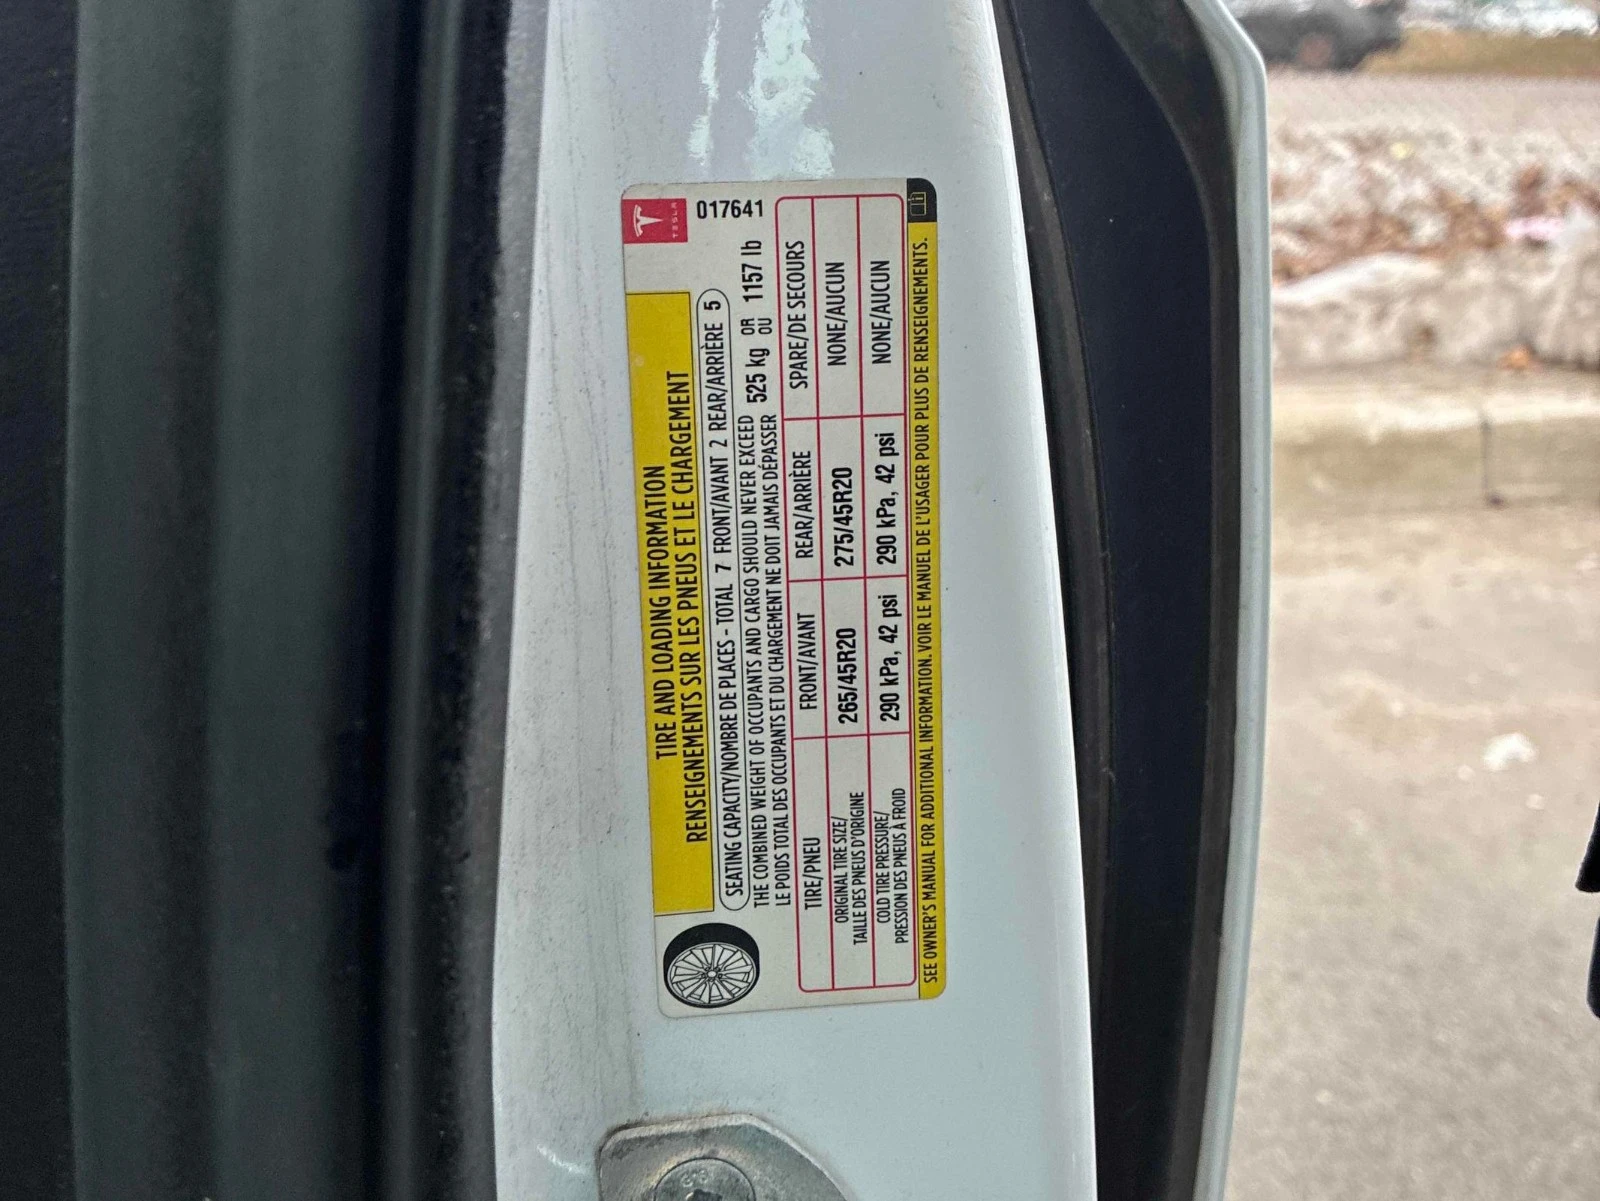 TESLA
017641
TIRE AND LOADING INFORMATION
RENSEIGNEMENTS SUR LES PNEUS ET LE CHARGEMENT
SEATING CAPACITY/NOMBRE DE PLACES - TOTAL 7 FRONT/AVANT 2 REAR/ARRIÈRE 5
THE COMBINED WEIGHT OF OCCUPANTS AND CARGO SHOULD NEVER EXCEED
LE POIDS TOTAL DES OCCUPANTS ET DU CHARGEMENT NE DOIT JAMAIS DÉPASSER
525 kg OR OU 1157 lb
TIRE/PNEU FRONT/AVANT REAR/ARRIÈRE SPARE/DE SECOURS
ORIGINAL TIRE SIZE/
TAILLE DES PNEUS D'ORIGINE
265/45R20 275/45R20 NONE/AUCUN
COLD TIRE PRESSURE/
PRESSION DES PNEUS À FROID
290 kPa, 42 psi 290 kPa, 42 psi NONE/AUCUN
SEE OWNER'S MANUAL FOR ADDITIONAL INFORMATION. VOIR LE MANUEL DE L'USAGER POUR PLUS DE RENSEIGNEMENTS.